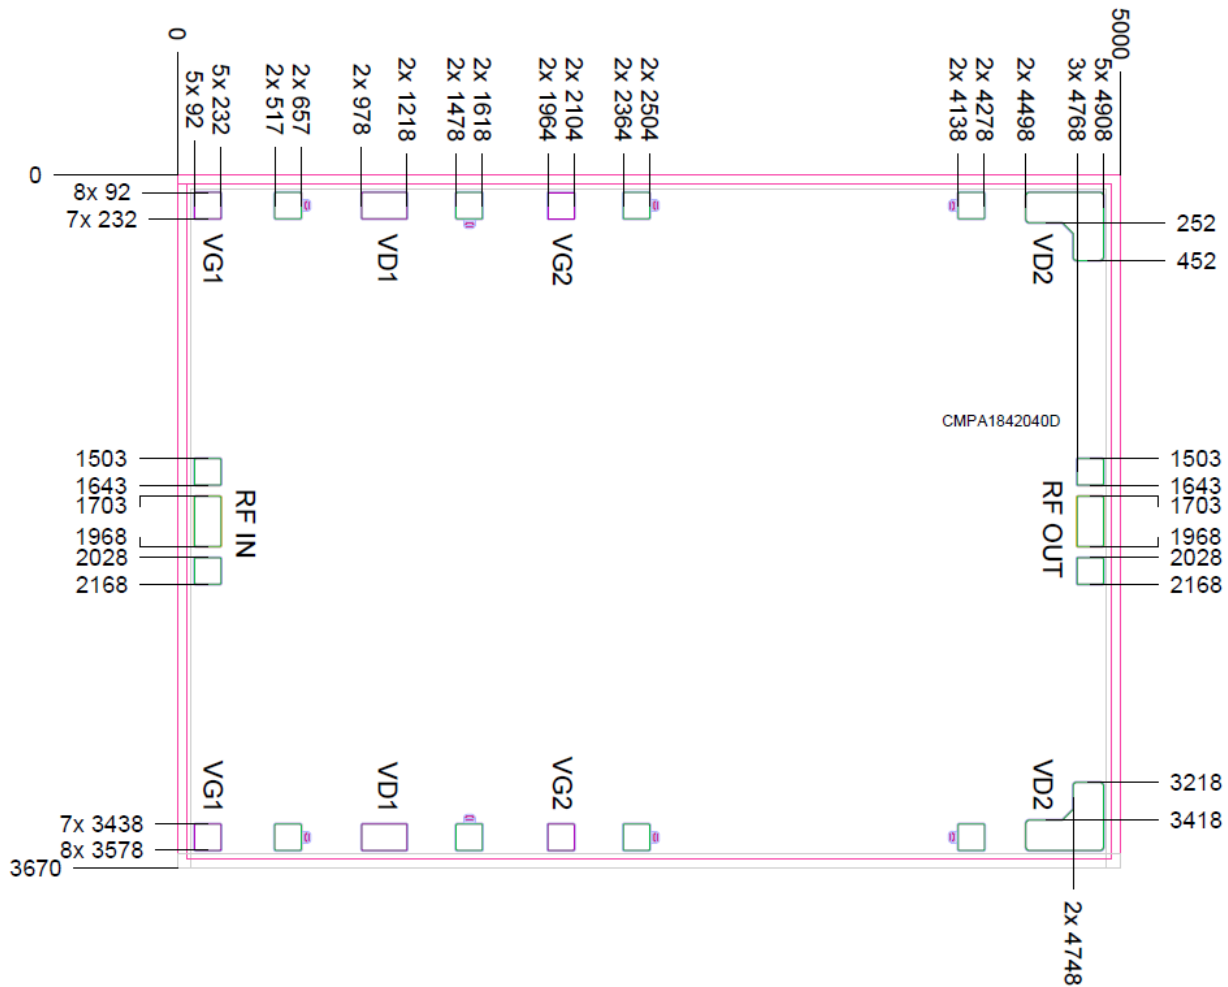 0
5000
5x 92
5x 232
2x 517
2x 657
2x 978
2x 1218
2x 1478
2x 1618
2x 1964
2x 2104
2x 2364
2x 2504
2x 4138
2x 4278
2x 4498
3x 4768
5x 4908
0
8x 92
7x 232
252
452
VG1
VD1
VG2
VD2
CMPA1842040D
1503
1643
1703
1968
2028
2168
RF IN
RF OUT
1503
1643
1703
1968
2028
2168
VG1
VD1
VG2
VD2
7x 3438
8x 3578
3670
3218
3418
2x 4748